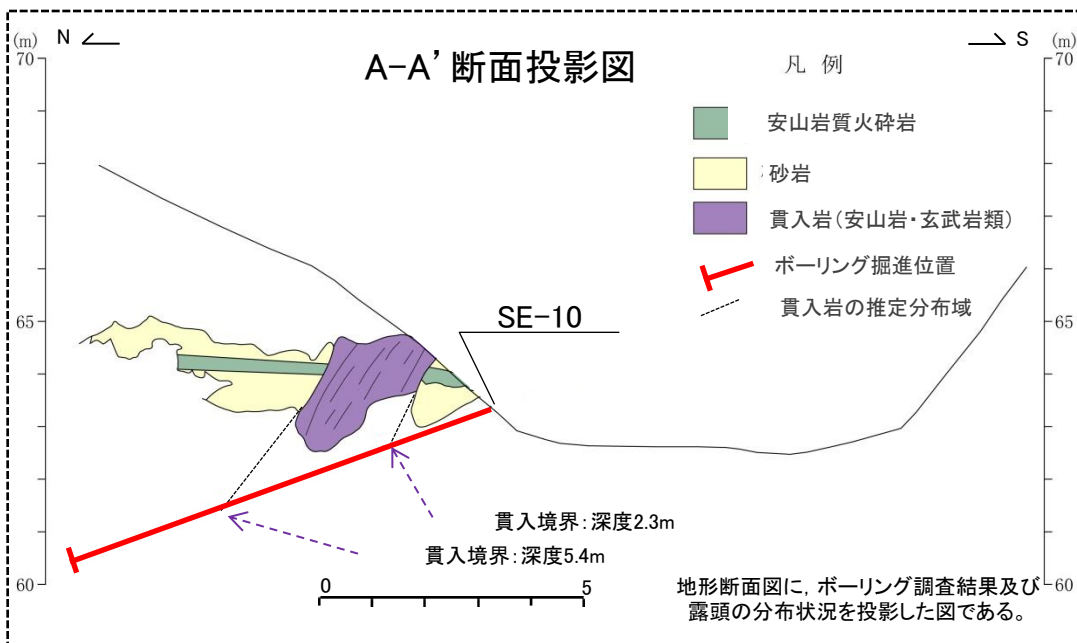 (m) N S (m)
70 70
A-A’断面投影図
凡 例
安山岩質火砕岩
砂岩
貫入岩(安山岩・玄武岩類)
ボーリング掘進位置
貫入岩の推定分布域
65 65
SE-10
貫入境界:深度2.3m
貫入境界:深度5.4m
60 60
0 5
地形断面図に,ボーリング調査結果及び
露頭の分布状況を投影した図である。